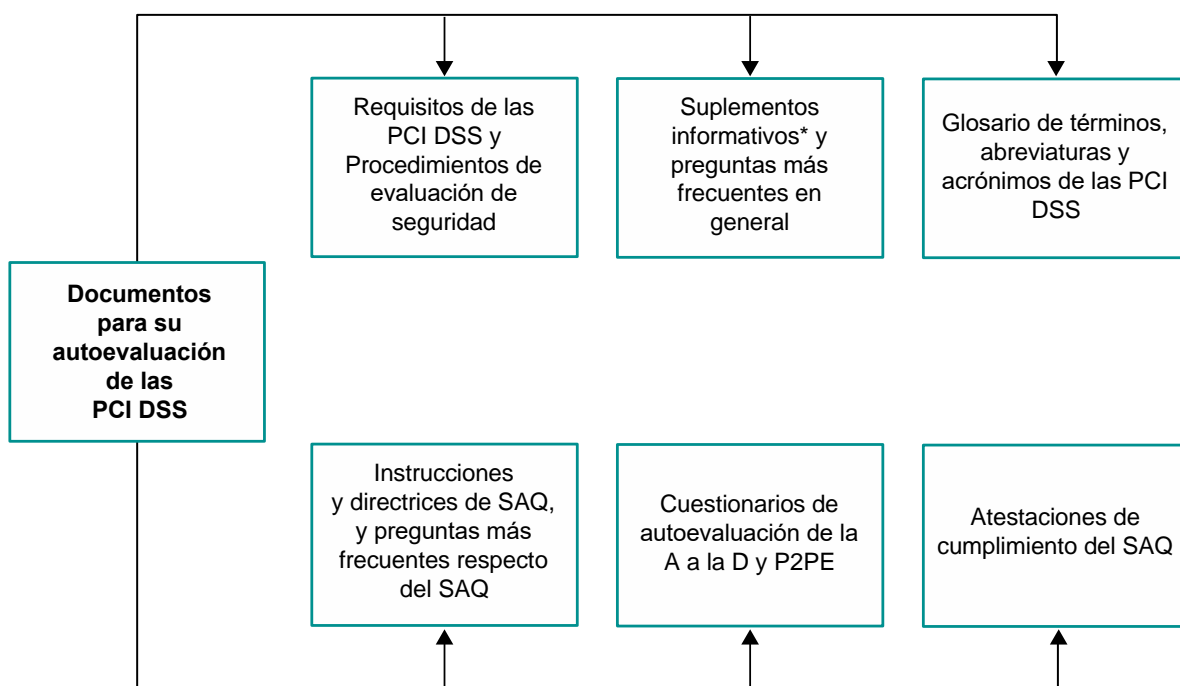 Requisitos de las
PCI DSS y
Procedimientos de
evaluación de
seguridad
Suplementos
informativos* y
preguntas más
frecuentes en
general
Glosario de términos,
abreviaturas y
acrónimos de las PCI
DSS
Documentos
para su
autoevaluación
de las
PCI DSS
Instrucciones
y directrices de SAQ,
y preguntas más
frecuentes respecto
del SAQ
Cuestionarios de
autoevaluación de la
A a la D y P2PE
Atestaciones de
cumplimiento del SAQ